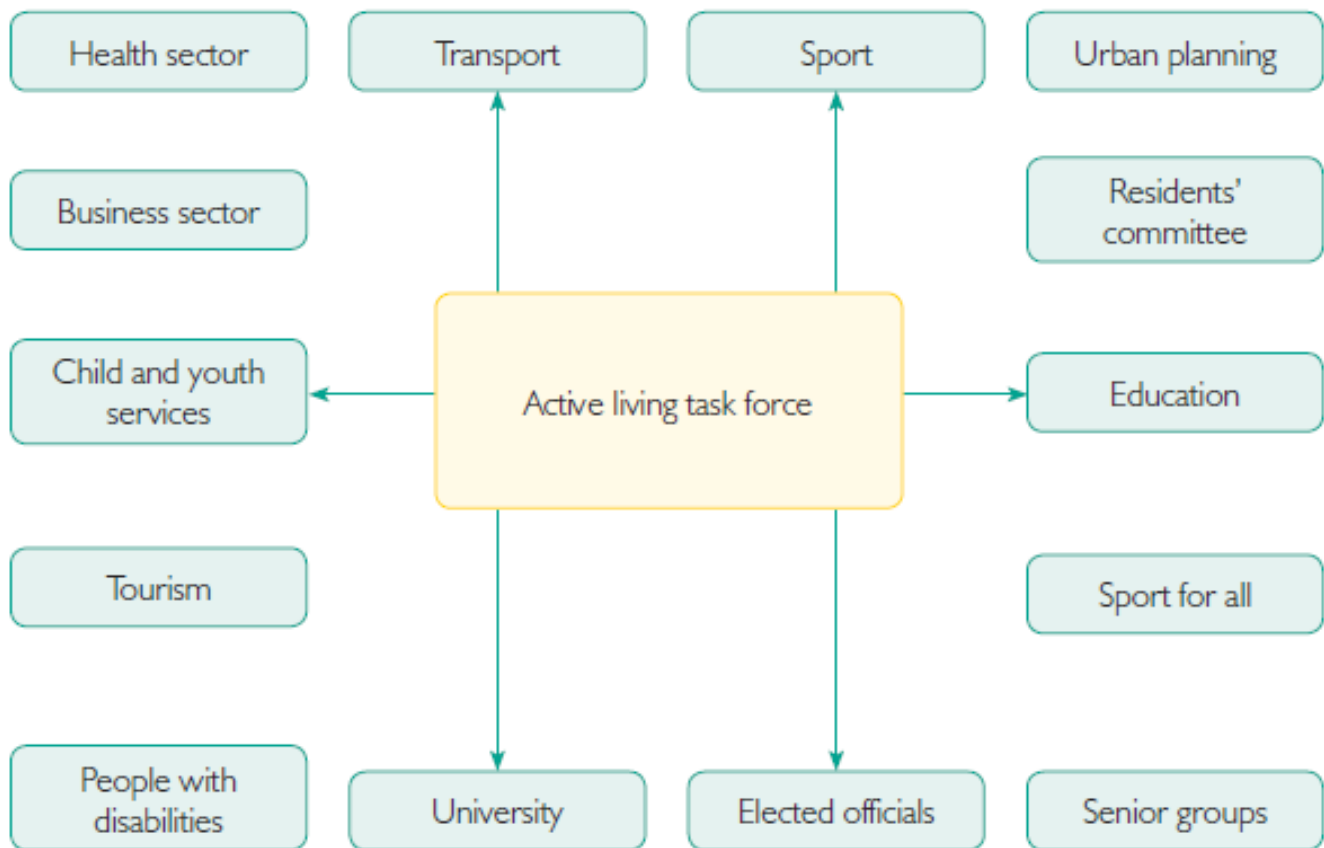 Health sector
Transport
Sport
Urban planning
Business sector
Residents'
committee
Child and youth
services
Active living task force
Education
Tourism
Sport for all
People with
disabilities
University
Elected officials
Senior groups